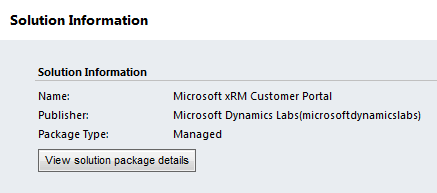 Solution Information
Solution Information
Name: Microsoft xRM Customer Portal
Publisher: Microsoft Dynamics Labs(microsoftdynamicslabs)
Package Type: Managed
View solution package details